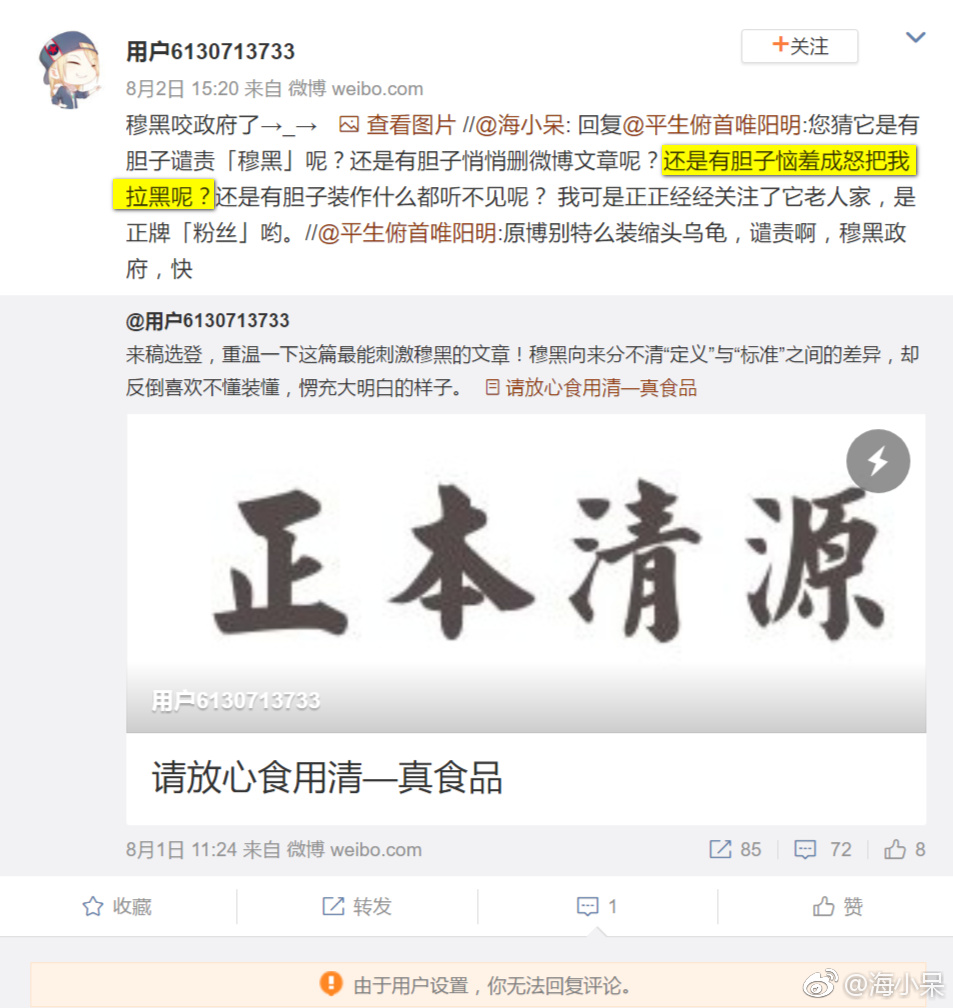 用户6130713733
+关注
8月2日 15:20 来自 微博 weibo.com
穆黑咬政府了→_→ 查看图片 //@海小呆: 回复@平生俯首唯阳明:您猜它是有
胆子谴责「穆黑」呢？还是有胆子悄悄删微博文章呢？还是有胆子恼羞成怒把我
拉黑呢？还是有胆子装作什么都听不见呢？ 我可是正正经经关注了它老人家，是
正牌「粉丝」哟。//@平生俯首唯阳明:原博别特么装缩头乌龟，谴责啊，穆黑政
府，快
@用户6130713733
来稿选登，重温一下这篇最能刺激穆黑的文章！穆黑向来分不清“定义”与“标准”之间的差异，却
反倒喜欢不懂装懂，愣充大明白的样子。 请放心食用清—真食品
正本清源
用户6130713733
请放心食用清—真食品
8月1日 11:24 来自 微博 weibo.com
85 72 8
收藏 转发 1 赞
由于用户设置，你无法回复评论。
@海小呆